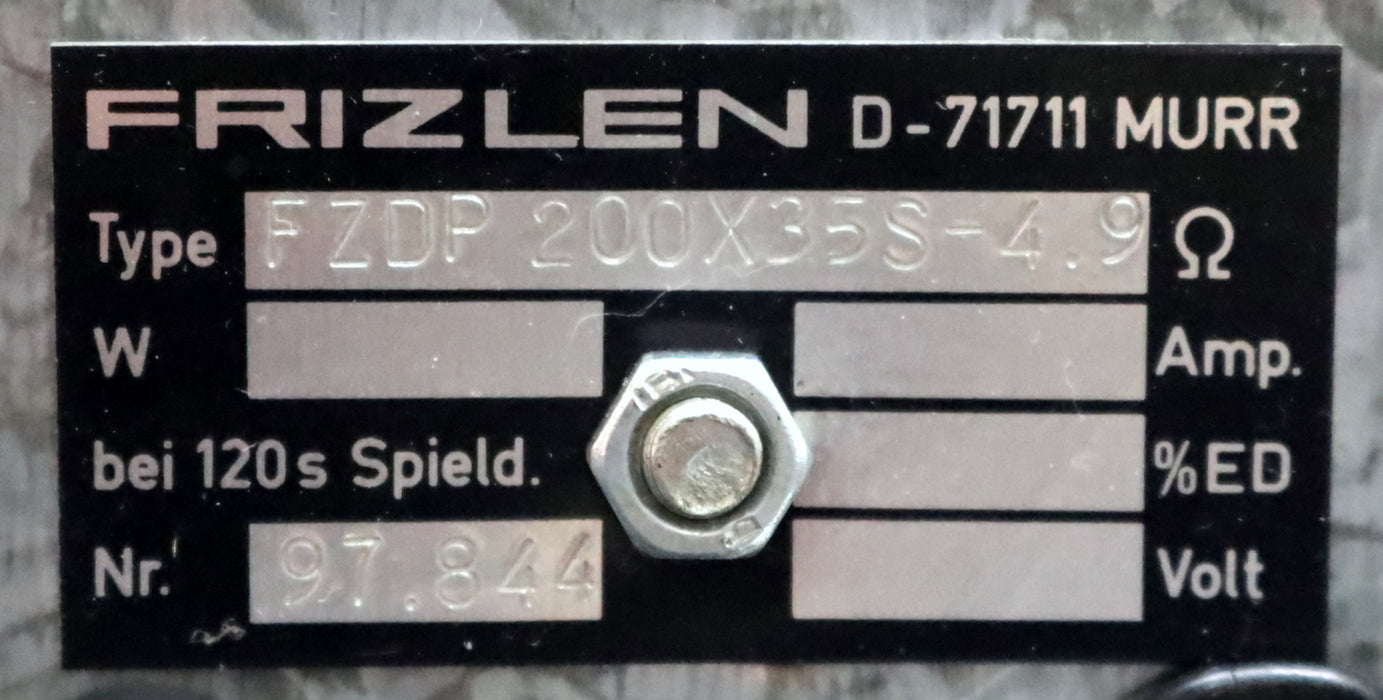 FRIZLEN D-71711 MURR
Type FZDP 200X35S-4.9 Ω
W Amp.
bei 120s Spield. %ED
Nr. 97.844 Volt